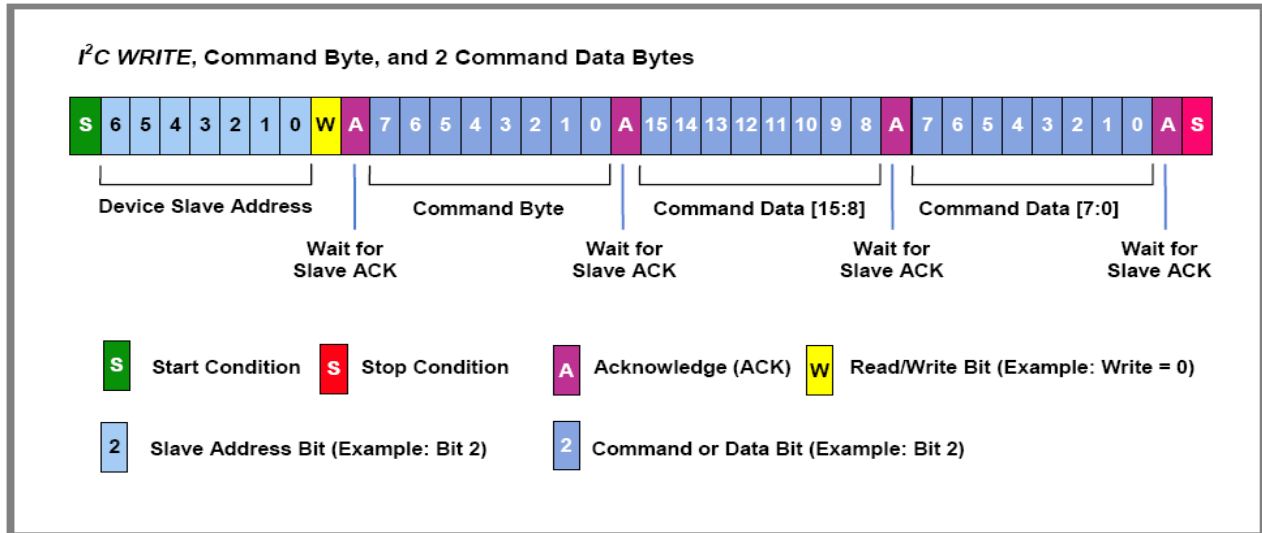 I²C WRITE, Command Byte, and 2 Command Data Bytes
S 6 5 4 3 2 1 0 W A 7 6 5 4 3 2 1 0 A 15 14 13 12 11 10 9 8 A 7 6 5 4 3 2 1 0 A S
Device Slave Address Command Byte Command Data [15:8] Command Data [7:0]
Wait for Wait for Wait for Wait for
Slave ACK Slave ACK Slave ACK Slave ACK
S Start Condition S Stop Condition A Acknowledge (ACK) W Read/Write Bit (Example: Write = 0)
2 Slave Address Bit (Example: Bit 2) 2 Command or Data Bit (Example: Bit 2)